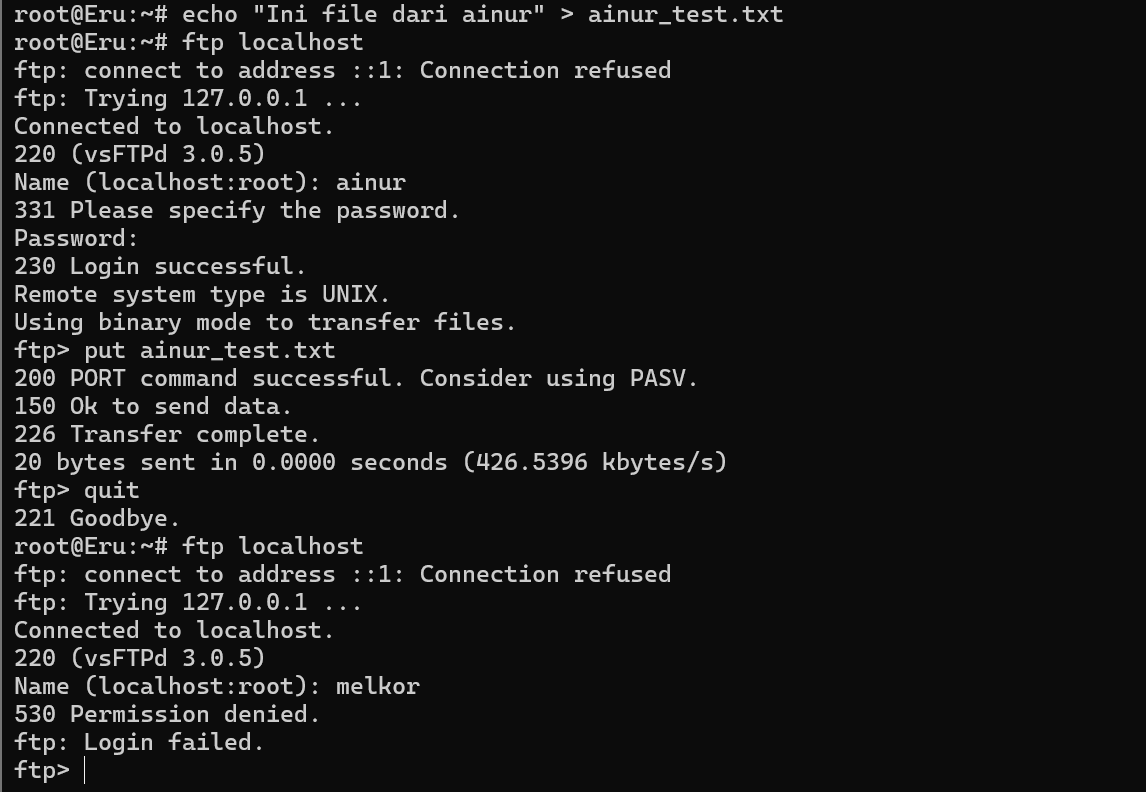 root@Eru:~# echo "Ini file dari ainur" > ainur_test.txt
root@Eru:~# ftp localhost
ftp: connect to address ::1: Connection refused
ftp: Trying 127.0.0.1 ...
Connected to localhost.
220 (vsFTPd 3.0.5)
Name (localhost:root): ainur
331 Please specify the password.
Password:
230 Login successful.
Remote system type is UNIX.
Using binary mode to transfer files.
ftp> put ainur_test.txt
200 PORT command successful. Consider using PASV.
150 Ok to send data.
226 Transfer complete.
20 bytes sent in 0.0000 seconds (426.5396 kbytes/s)
ftp> quit
221 Goodbye.
root@Eru:~# ftp localhost
ftp: connect to address ::1: Connection refused
ftp: Trying 127.0.0.1 ...
Connected to localhost.
220 (vsFTPd 3.0.5)
Name (localhost:root): melkor
530 Permission denied.
ftp: Login failed.
ftp>